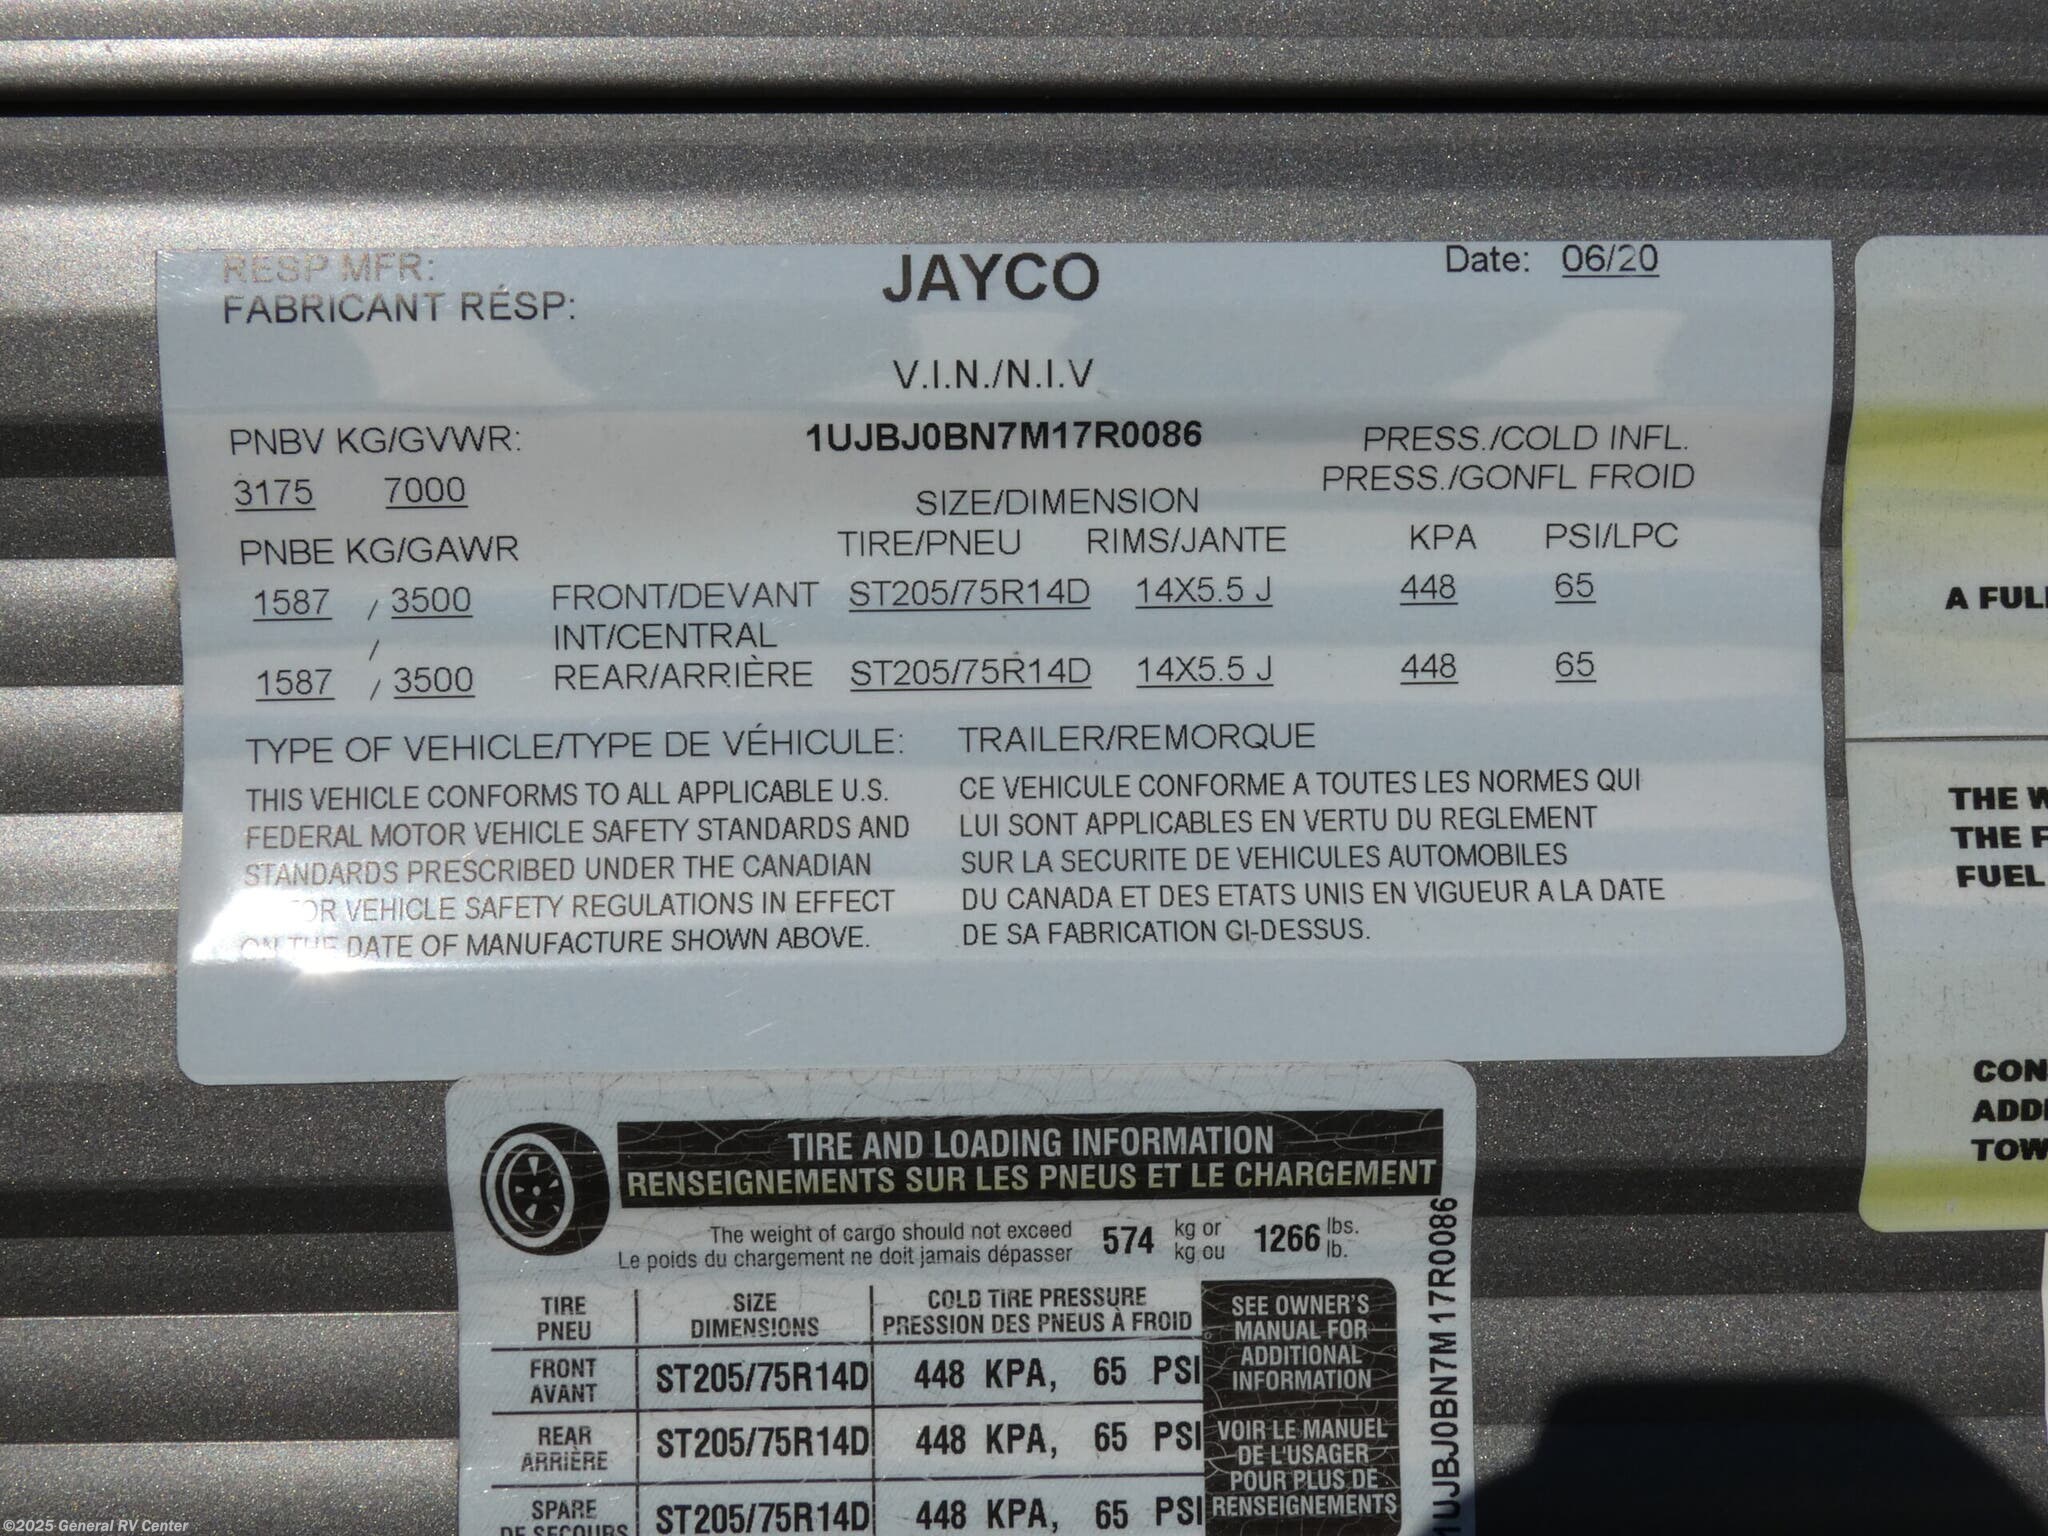 RESP MFR: JAYCO Date: 06/20
FABRICANT RÉSP:
V.I.N./N.I.V
PNBV KG/GVWR: 1UJBJ0BN7M17R0086 PRESS./COLD INFL.
3175 7000 SIZE/DIMENSION PRESS./GONFL FROID
PNBE KG/GAWR TIRE/PNEU RIMS/JANTE KPA PSI/LPC
1587 / 3500 FRONT/DEVANT ST205/75R14D 14X5.5 J 448 65
/ INT/CENTRAL
1587 / 3500 REAR/ARRIÈRE ST205/75R14D 14X5.5 J 448 65
TYPE OF VEHICLE/TYPE DE VÉHICULE: TRAILER/REMORQUE
THIS VEHICLE CONFORMS TO ALL APPLICABLE U.S.
FEDERAL MOTOR VEHICLE SAFETY STANDARDS AND
STANDARDS PRESCRIBED UNDER THE CANADIAN
VEHICLE SAFETY REGULATIONS IN EFFECT
ON THE DATE OF MANUFACTURE SHOWN ABOVE.
CE VEHICULE CONFORME A TOUTES LES NORMES QUI
LUI SONT APPLICABLES EN VERTU DU REGLEMENT
SUR LA SECURITE DE VEHICULES AUTOMOBILES
DU CANADA ET DES ETATS UNIS EN VIGUEUR A LA DATE
DE SA FABRICATION CI-DESSUS.
A FULL
THE W
THE F
FUEL
CON
ADDI
TOW
TIRE AND LOADING INFORMATION
RENSEIGNEMENTS SUR LES PNEUS ET LE CHARGEMENT
The weight of cargo should not exceed 574 kg or 1266 lbs.
Le poids du chargement ne doit jamais dépasser kg ou lb.
TIRE SIZE COLD TIRE PRESSURE
PNEU DIMENSIONS PRESSION DES PNEUS À FROID
FRONT
AVANT ST205/75R14D 448 KPA, 65 PSI
REAR
ARRIÈRE ST205/75R14D 448 KPA, 65 PSI
SPARE
DE SECOURS ST205/75R14D 448 KPA, 65 PSI
SEE OWNER'S
MANUAL FOR
ADDITIONAL
INFORMATION
VOIR LE MANUEL
DE L'USAGER
POUR PLUS DE
RENSEIGNEMENTS
1UJBJ0BN7M17R0086
©2025 General RV Center